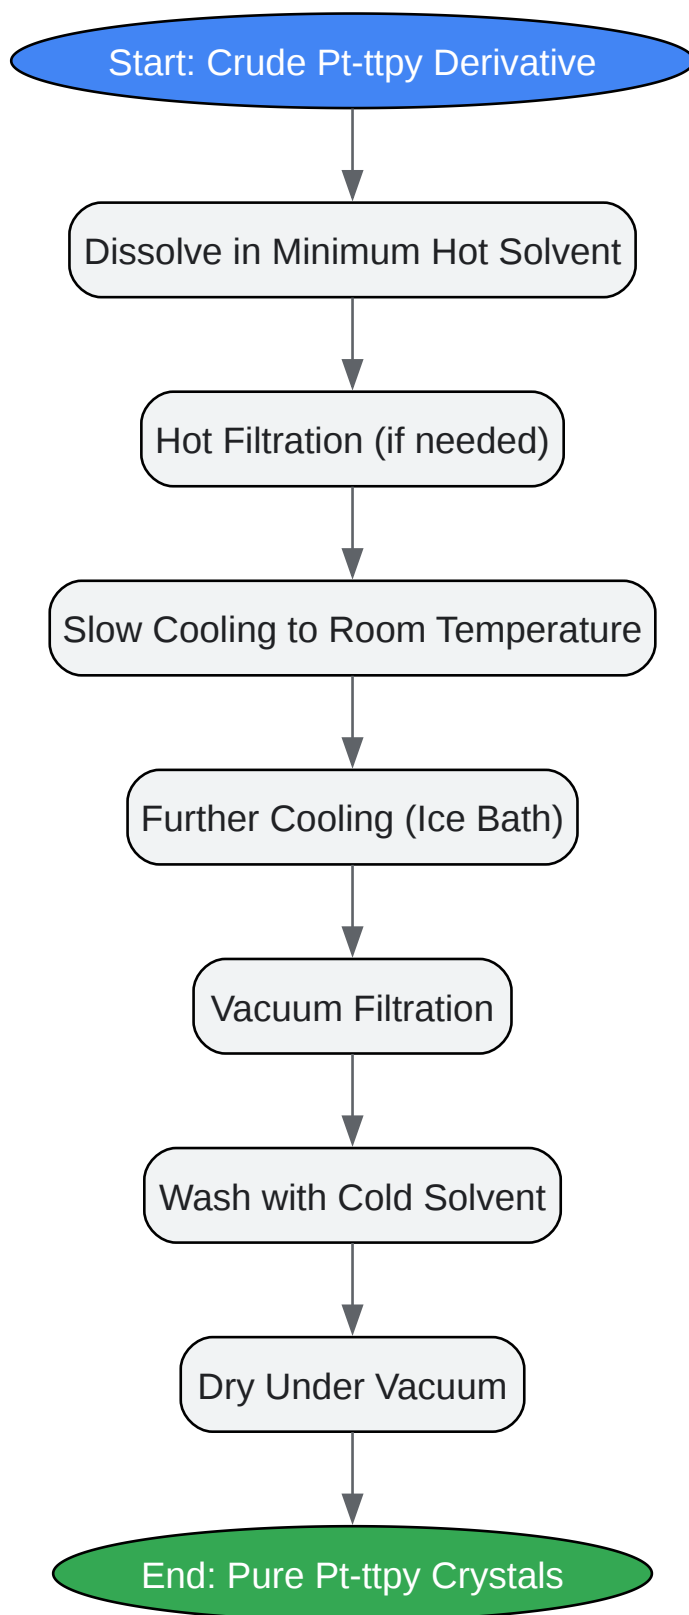 Start: Crude Pt-ttpy Derivative
Dissolve in Minimum Hot Solvent
Hot Filtration (if needed)
Slow Cooling to Room Temperature
Further Cooling (Ice Bath)
Vacuum Filtration
Wash with Cold Solvent
Dry Under Vacuum
End: Pure Pt-ttpy Crystals